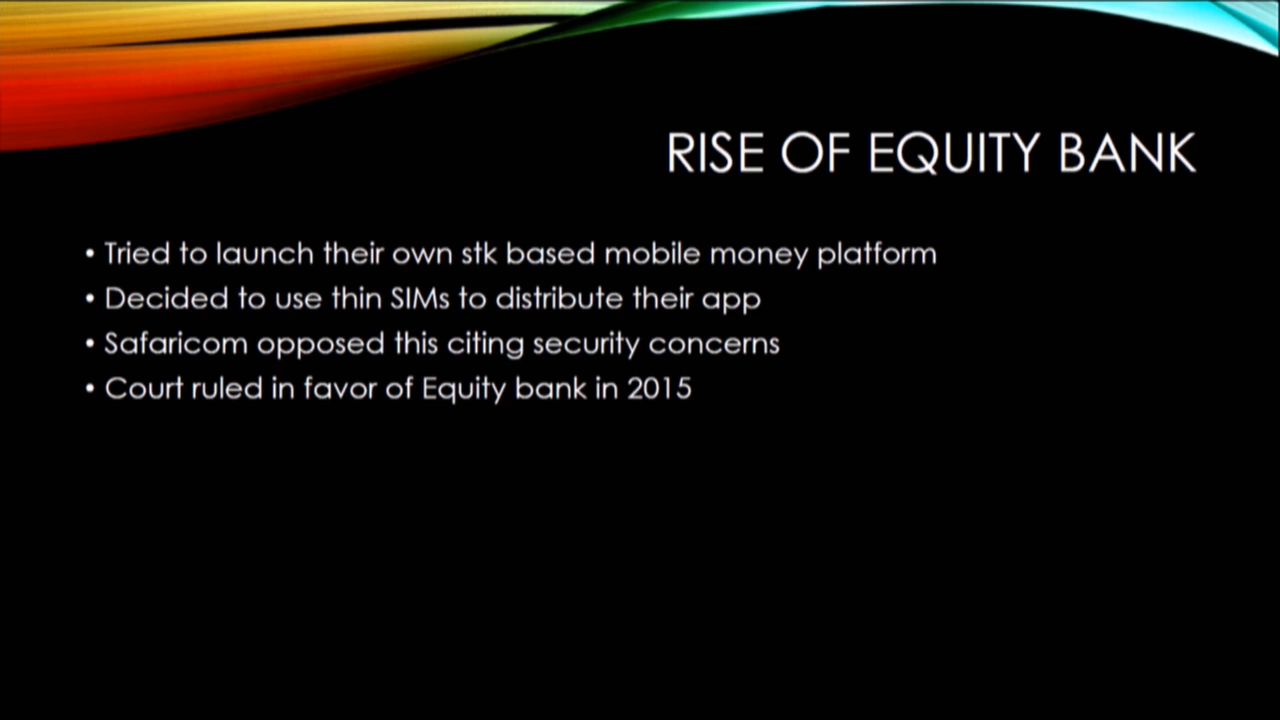 RISE OF EQUITY BANK
• Tried to launch their own stk based mobile money platform
• Decided to use thin SIMs to distribute their app
• Safaricom opposed this citing security concerns
• Court ruled in favor of Equity bank in 2015